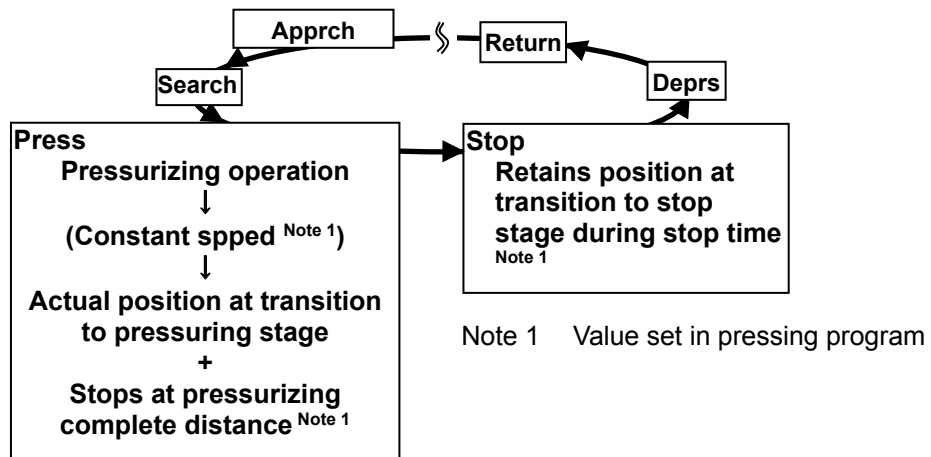 Apprch
Return
Search
Deprs
Press
Pressurizing operation
↓
(Constant spped Note 1)
↓
Actual position at transition
to pressuring stage
+
Stops at pressurizing
complete distance Note 1
Stop
Retains position at
transition to stop
stage during stop time
Note 1
Note 1 Value set in pressing program